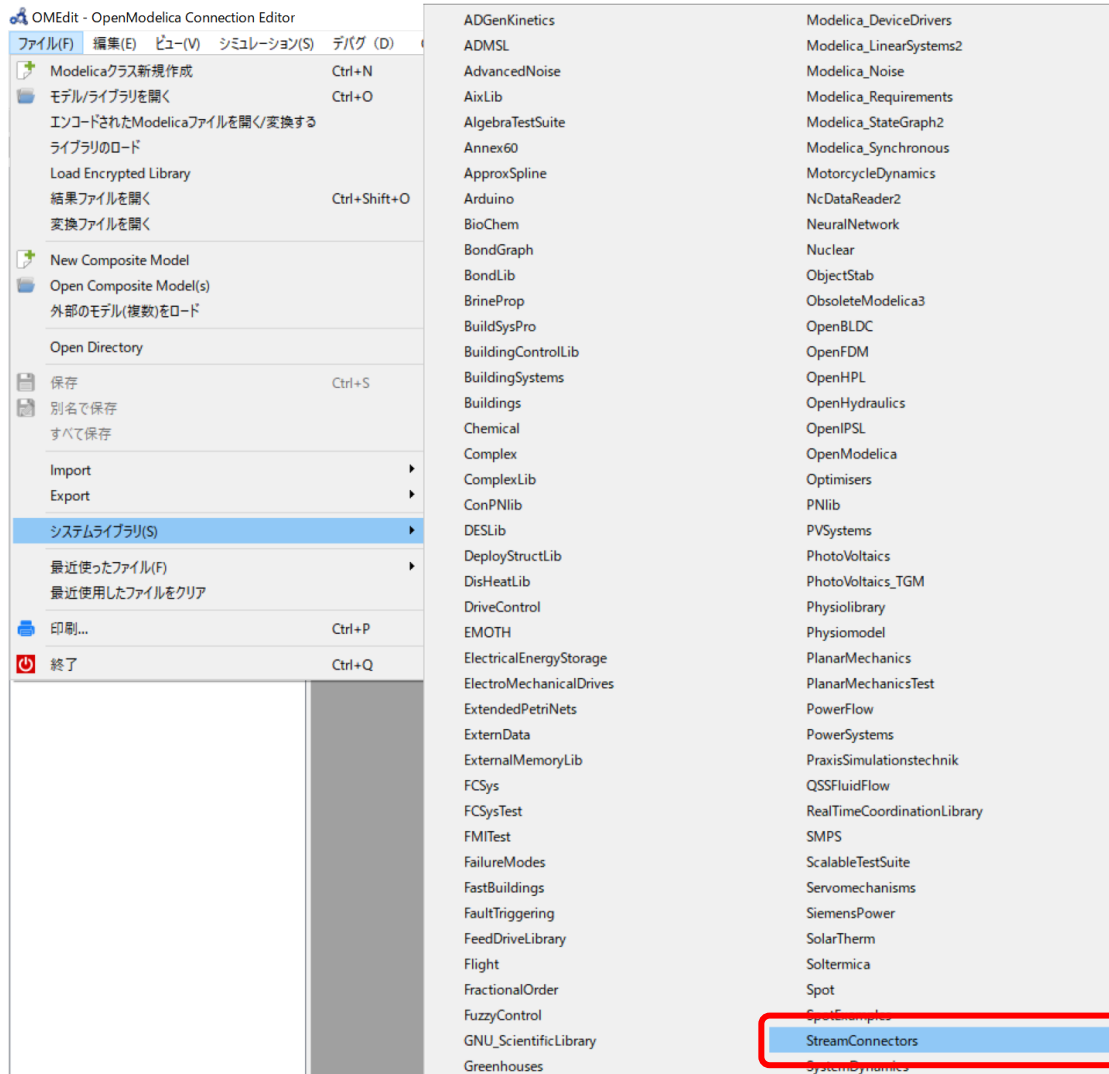 OMEdit - OpenModelica Connection Editor
ファイル(F) 編集(E) ビュー(V) シミュレーション(S) デバグ（D）
Modelicaクラス新規作成 Ctrl+N
モデル/ライブラリを開く Ctrl+O
エンコードされたModelicaファイルを開く/変換する
ライブラリのロード
Load Encrypted Library
結果ファイルを開く Ctrl+Shift+O
変換ファイルを開く
New Composite Model
Open Composite Model(s)
外部のモデル(複数)をロード
Open Directory
保存 Ctrl+S
別名で保存
すべて保存
Import
Export
システムライブラリ(S)
最近使ったファイル(F)
最近使用したファイルをクリア
印刷... Ctrl+P
終了 Ctrl+Q
ADGenKinetics
ADMSL
AdvancedNoise
AixLib
AlgebraTestSuite
Annex60
ApproxSpline
Arduino
BioChem
BondGraph
BondLib
BrineProp
BuildSysPro
BuildingControlLib
BuildingSystems
Buildings
Chemical
Complex
ComplexLib
ConPNlib
DESLib
DeployStructLib
DisHeatLib
DriveControl
EMOTH
ElectricalEnergyStorage
ElectroMechanicalDrives
ExtendedPetriNets
ExternData
ExternalMemoryLib
FCSys
FCSysTest
FMITest
FailureModes
FastBuildings
FaultTriggering
FeedDriveLibrary
Flight
FractionalOrder
FuzzyControl
GNU_ScientificLibrary
Greenhouses
Modelica_DeviceDrivers
Modelica_LinearSystems2
Modelica_Noise
Modelica_Requirements
Modelica_StateGraph2
Modelica_Synchronous
MotorcycleDynamics
NcDataReader2
NeuralNetwork
Nuclear
ObjectStab
ObsoleteModelica3
OpenBLDC
OpenFDM
OpenHPL
OpenHydraulics
OpenIPSL
OpenModelica
Optimisers
PNlib
PVSystems
PhotoVoltaics
PhotoVoltaics_TGM
Physiolibrary
Physiomodel
PlanarMechanics
PlanarMechanicsTest
PowerFlow
PowerSystems
PraxisSimulationstechnik
QSSFluidFlow
RealTimeCoordinationLibrary
SMPS
ScalableTestSuite
Servomechanisms
SiemensPower
SolarTherm
Soltermica
Spot
SpotExamples
StreamConnectors
SystemDynamics